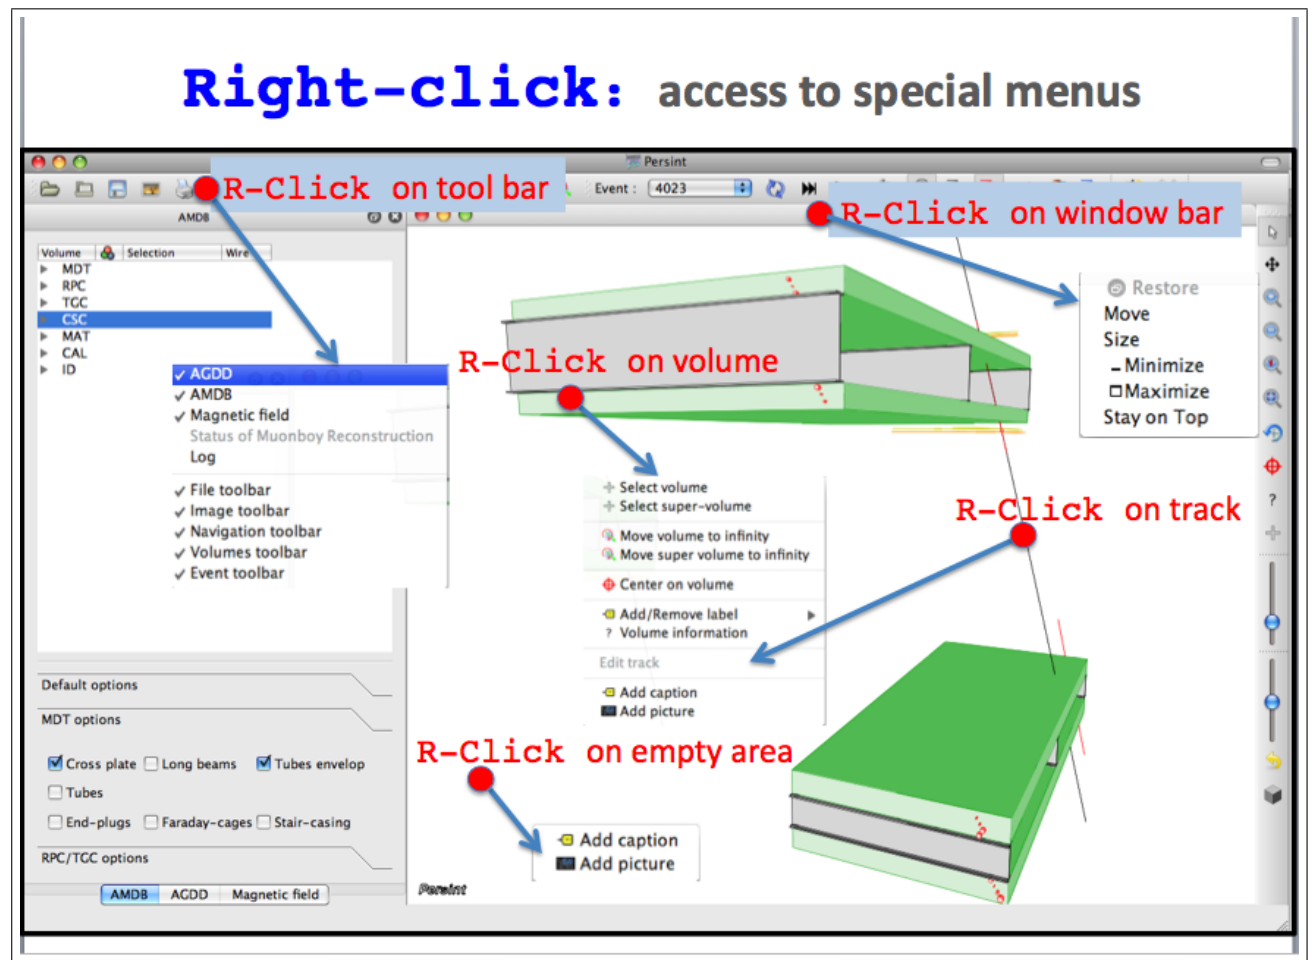 Right-click: access to special menus
Persint
R-Click on tool bar
Event : 4023
AMDB
R-Click on window bar
Volume Selection Wire
MDT
RPC
TGC
CSC
MAT
CAL
ID
Restore
Move
Size
Minimize
Maximize
Stay on Top
R-Click on volume
AGDD
AMDB
Magnetic field
Status of Muonboy Reconstruction
Log
File toolbar
Image toolbar
Navigation toolbar
Volumes toolbar
Event toolbar
Select volume
Select super-volume
Move volume to infinity
Move super volume to infinity
Center on volume
Add/Remove label
? Volume information
Edit track
Add caption
Add picture
R-Click on track
?
Default options
MDT options
Cross plate Long beams Tubes envelop
Tubes
End-plugs Faraday-cages Stair-casing
RPC/TGC options
AMDB AGDD Magnetic field
R-Click on empty area
Add caption
Add picture
Persint